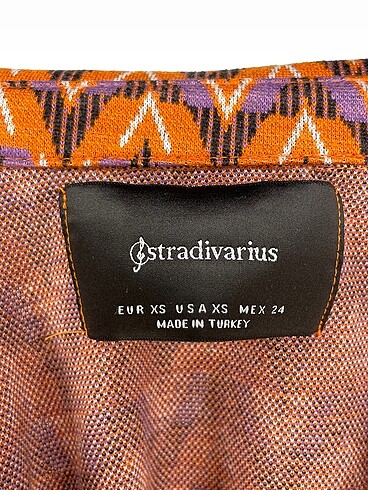 stradivarius
EUR XS USA XS MEX 24
MADE IN TURKEY